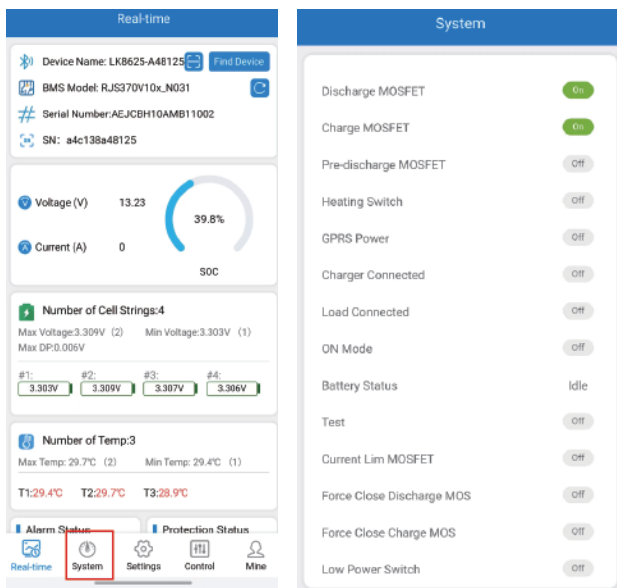 Real-time
Device Name: LK8625-A48125
Find Device
BMS Model: RJS370V10x_N031
Serial Number:AEJCBH10AMB11002
SN: a4c138a48125
Voltage (V) 13.23
39.8%
Current (A) 0
SOC
Number of Cell Strings:4
Max Voltage:3.309V (2) Min Voltage:3.303V (1)
Max DP:0.006V
#1: #2: #3: #4:
3.303V 3.309V 3.307V 3.306V
Number of Temp:3
Max Temp: 29.7℃ (2) Min Temp: 29.4℃ (1)
T1:29.4℃ T2:29.7℃ T3:28.9℃
Alarm Status Protection Status
Real-time System Settings Control Mine
System
Discharge MOSFET On
Charge MOSFET On
Pre-discharge MOSFET Off
Heating Switch Off
GPRS Power Off
Charger Connected Off
Load Connected Off
ON Mode Off
Battery Status Idle
Test Off
Current Lim MOSFET Off
Force Close Discharge MOS Off
Force Close Charge MOS Off
Low Power Switch Off